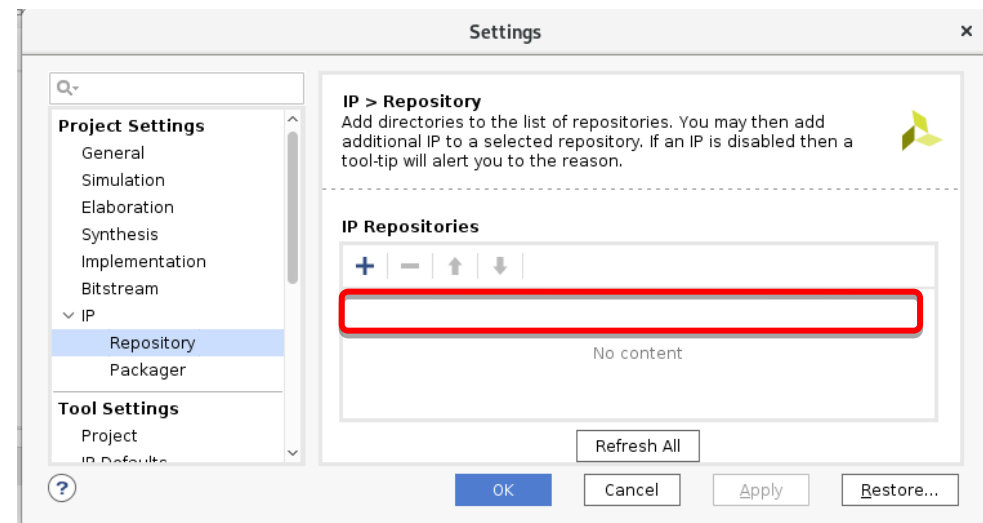 Settings
Project Settings
General
Simulation
Elaboration
Synthesis
Implementation
Bitstream
IP
Repository
Packager
Tool Settings
Project
IP Defaults
IP > Repository
Add directories to the list of repositories. You may then add
additional IP to a selected repository. If an IP is disabled then a
tool-tip will alert you to the reason.
IP Repositories
No content
Refresh All
?
OK
Cancel
Apply
Restore...